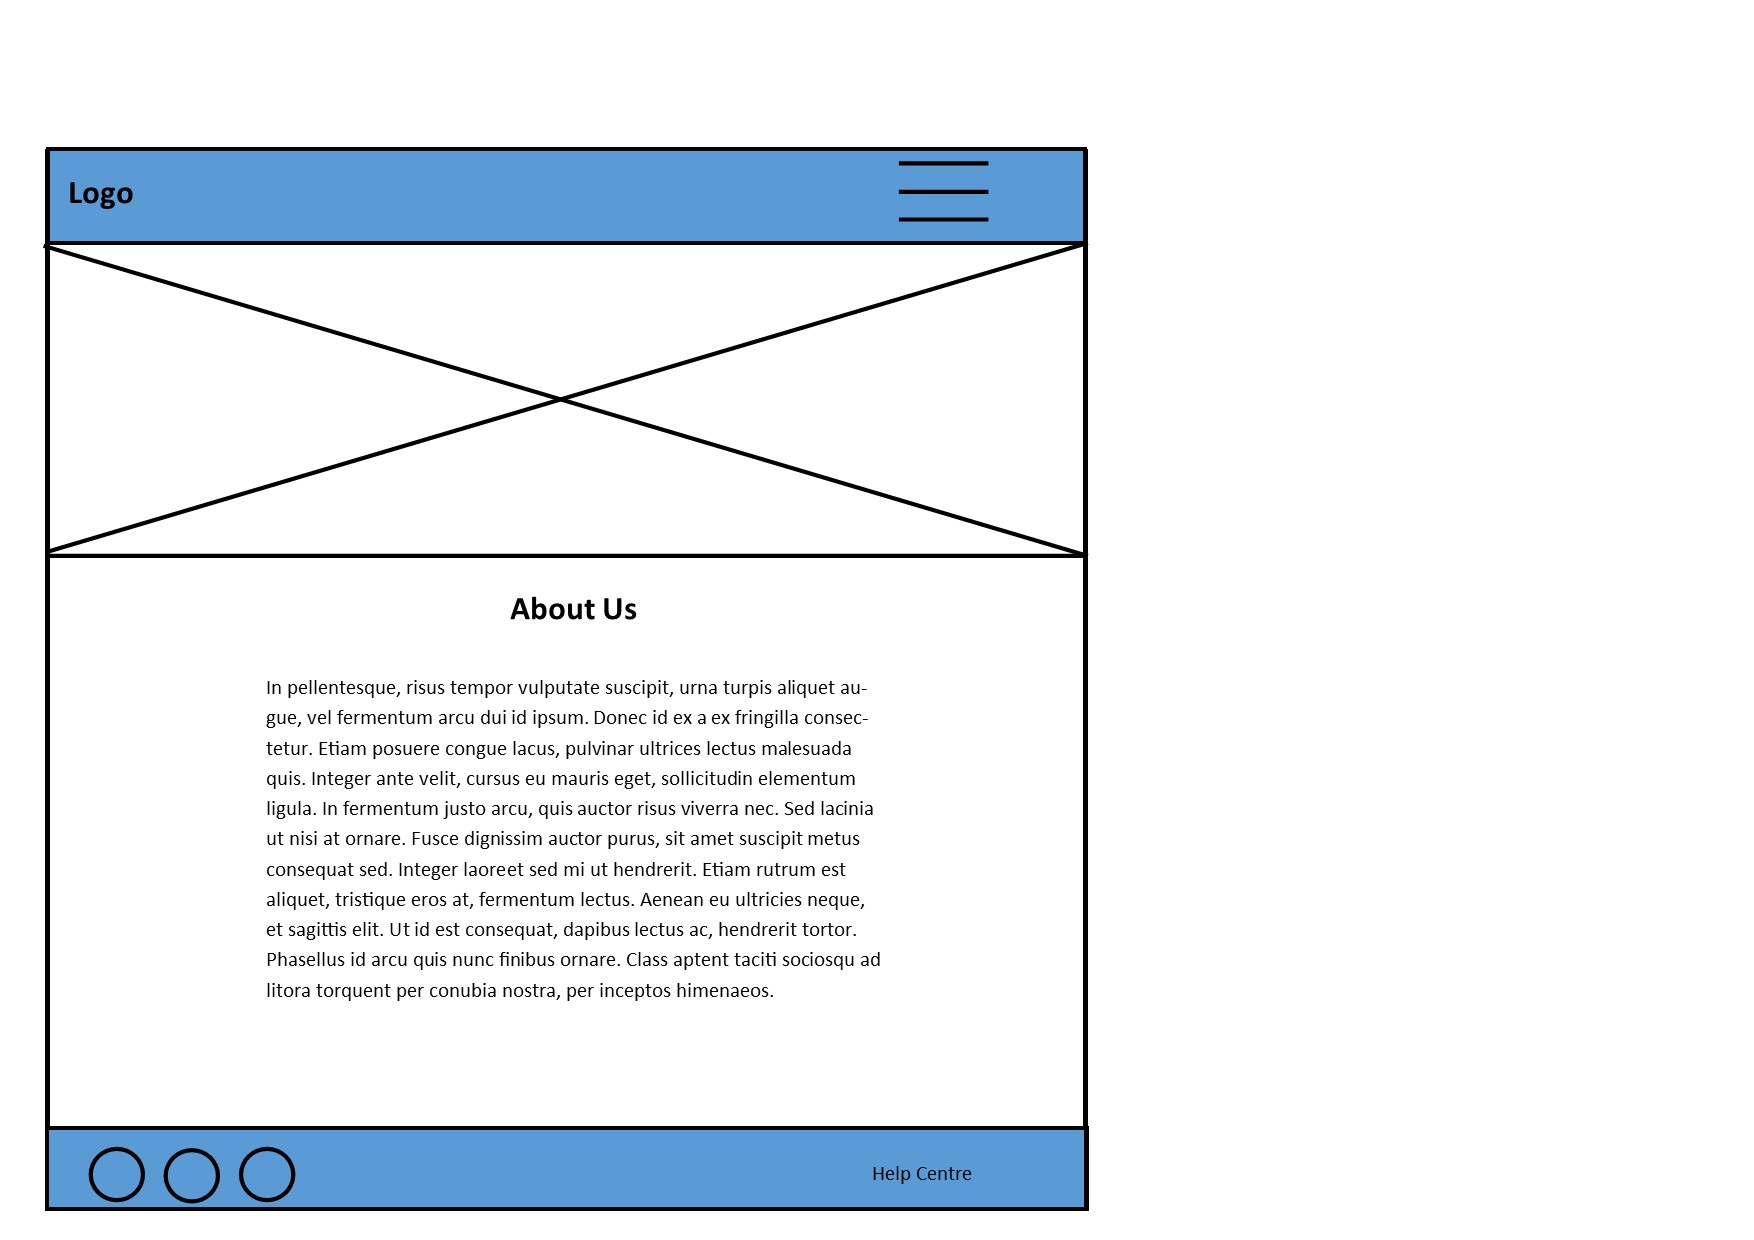 Logo
About Us
In pellentesque, risus tempor vulputate suscipit, urna turpis aliquet au-
gue, vel fermentum arcu dui id ipsum. Donec id ex a ex fringilla consec-
tetur. Etiam posuere congue lacus, pulvinar ultrices lectus malesuada
quis. Integer ante velit, cursus eu mauris eget, sollicitudin elementum
ligula. In fermentum justo arcu, quis auctor risus viverra nec. Sed lacinia
ut nisi at ornare. Fusce dignissim auctor purus, sit amet suscipit metus
consequat sed. Integer laoreet sed mi ut hendrerit. Etiam rutrum est
aliquet, tristique eros at, fermentum lectus. Aenean eu ultricies neque,
et sagittis elit. Ut id est consequat, dapibus lectus ac, hendrerit tortor.
Phasellus id arcu quis nunc finibus ornare. Class aptent taciti sociosqu ad
litora torquent per conubia nostra, per inceptos himenaeos.
Help Centre